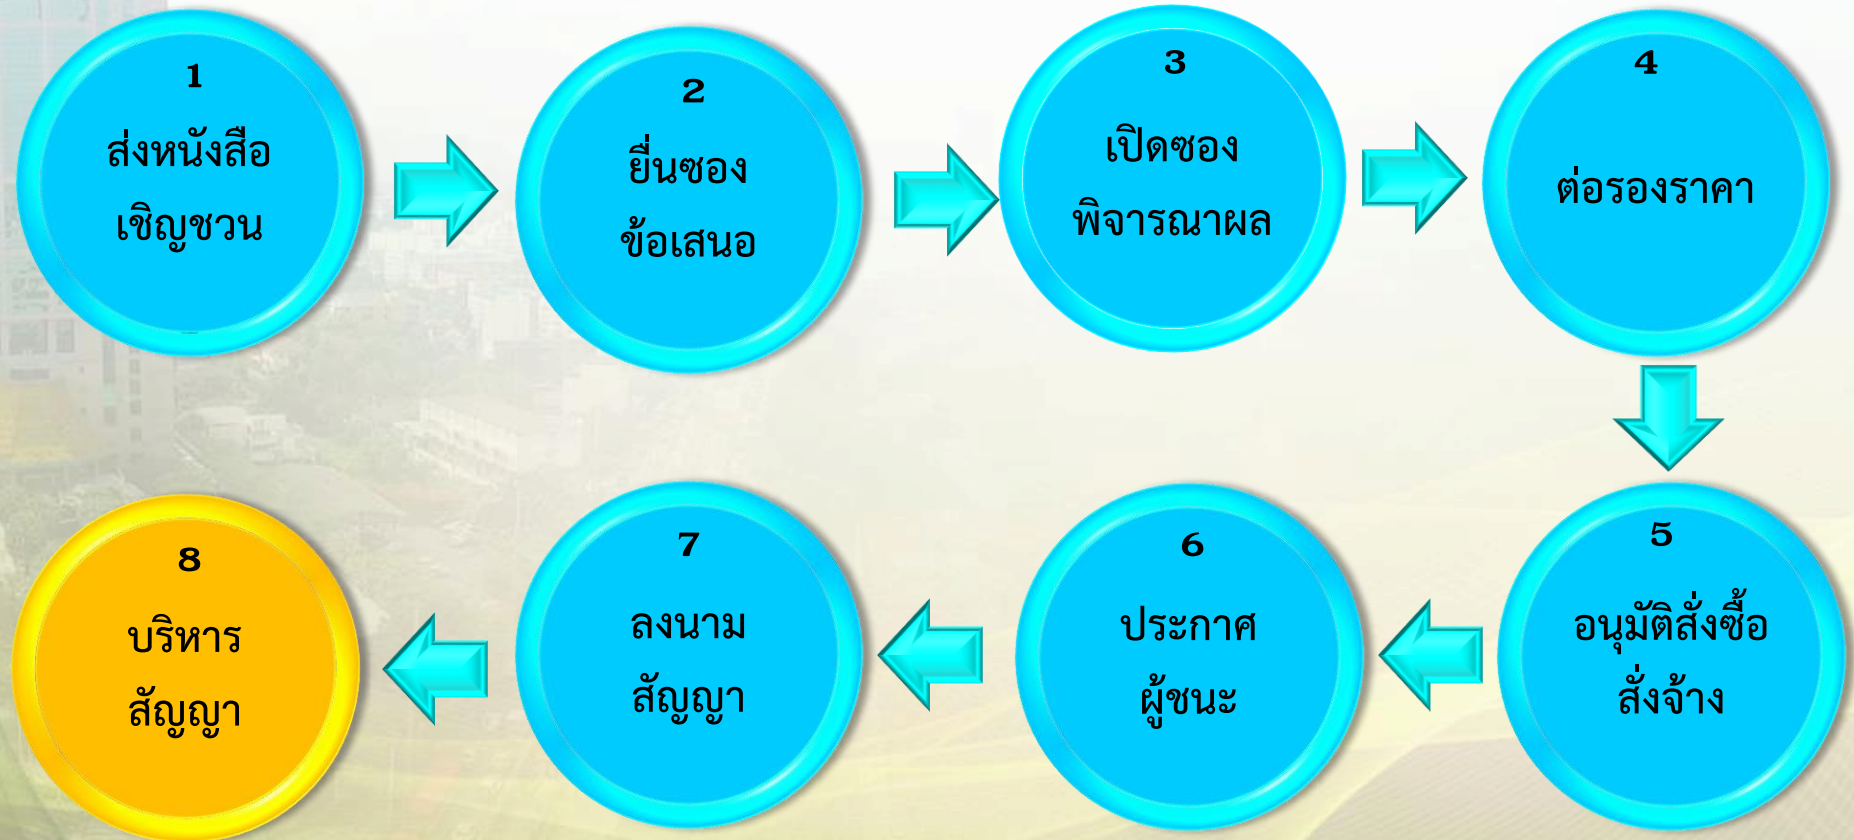 1
ส่งหนังสือ
เชิญชวน
2
ยื่นซอง
ข้อเสนอ
3
เปิดซอง
พิจารณาผล
4
ต่อรองราคา
5
อนุมัติสั่งซื้อ
สั่งจ้าง
6
ประกาศ
ผู้ชนะ
7
ลงนาม
สัญญา
8
บริหาร
สัญญา